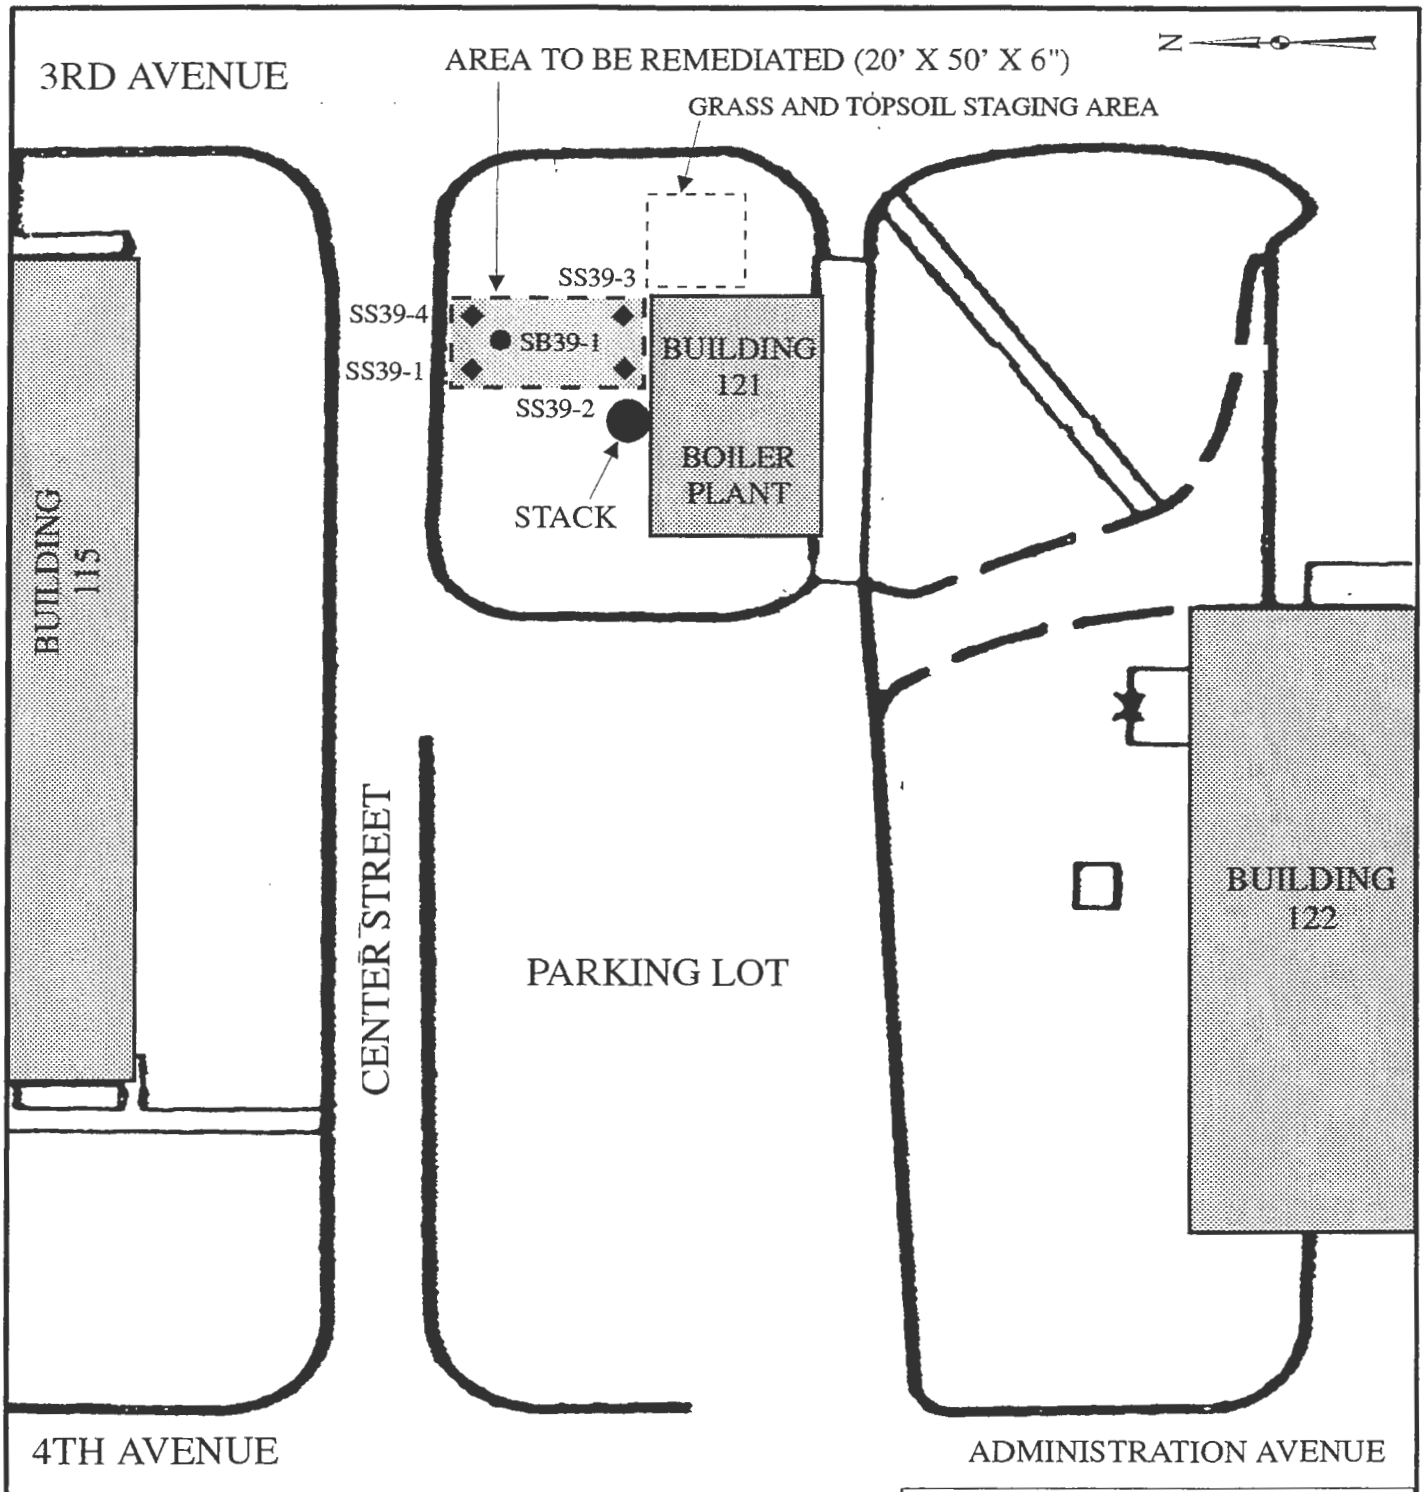 N
AREA TO BE REMEDIATED (20' X 50' X 6")
3RD AVENUE
GRASS AND TOPSOIL STAGING AREA
SS39-3
SS39-4
SB39-1
SS39-1
SS39-2
BUILDING
121
BOILER
PLANT
STACK
BUILDING
115
CENTER STREET
PARKING LOT
BUILDING
122
4TH AVENUE
ADMINISTRATION AVENUE